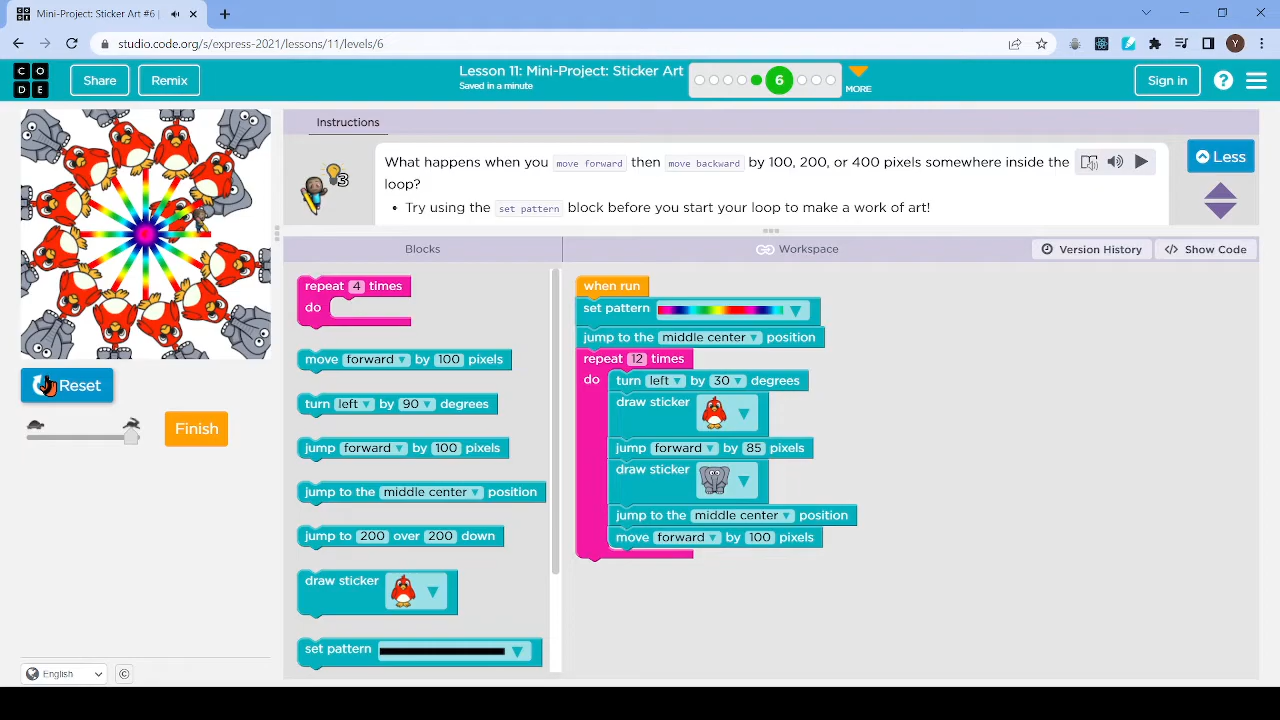 Mini-Project: Sticker Art #6
studio.code.org/s/express-2021/lessons/11/levels/6
Y
C O
D E
Share
Remix
Lesson 11: Mini-Project: Sticker Art
Saved in a minute
6
MORE
Sign in
?
Instructions
3
What happens when you move forward then move backward by 100, 200, or 400 pixels somewhere inside the
loop?
• Try using the set pattern block before you start your loop to make a work of art!
Less
Blocks
Workspace
Version History
</> Show Code
Reset
Finish
English
©
repeat 4 times
do
move forward by 100 pixels
turn left by 90 degrees
jump forward by 100 pixels
jump to the middle center position
jump to 200 over 200 down
draw sticker
set pattern
when run
set pattern
jump to the middle center position
repeat 12 times
do
turn left by 30 degrees
draw sticker
jump forward by 85 pixels
draw sticker
jump to the middle center position
move forward by 100 pixels